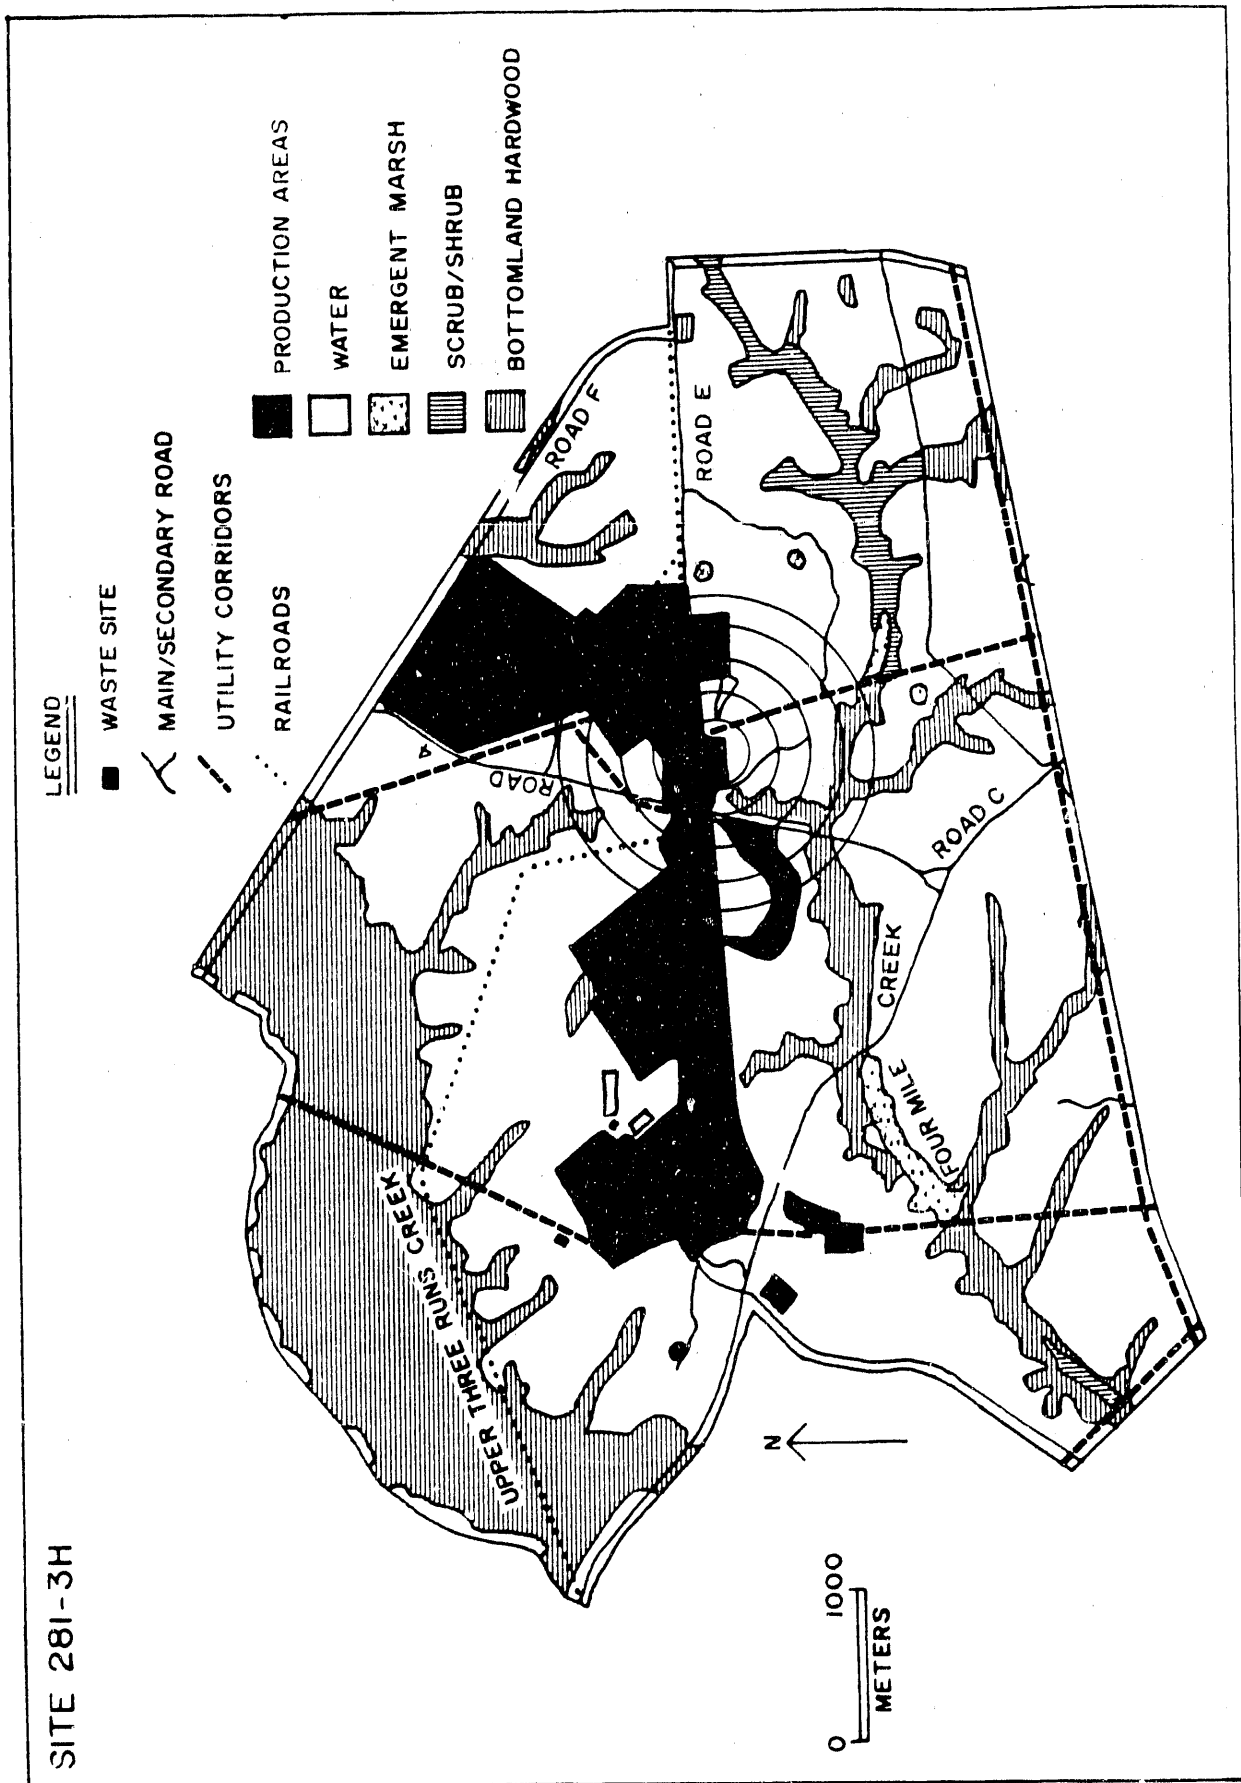 SITE 281-3H
LEGEND
WASTE SITE
MAIN/SECONDARY ROAD
UTILITY CORRIDORS
RAILROADS
PRODUCTION AREAS
WATER
EMERGENT MARSH
SCRUB/SHRUB
BOTTOMLAND HARDWOOD
ROAD F
ROAD E
ROAD
4
UPPER THREE RUNS CREEK
ROAD C
FOUR MILE
CREEK
N
0 1000
METERS